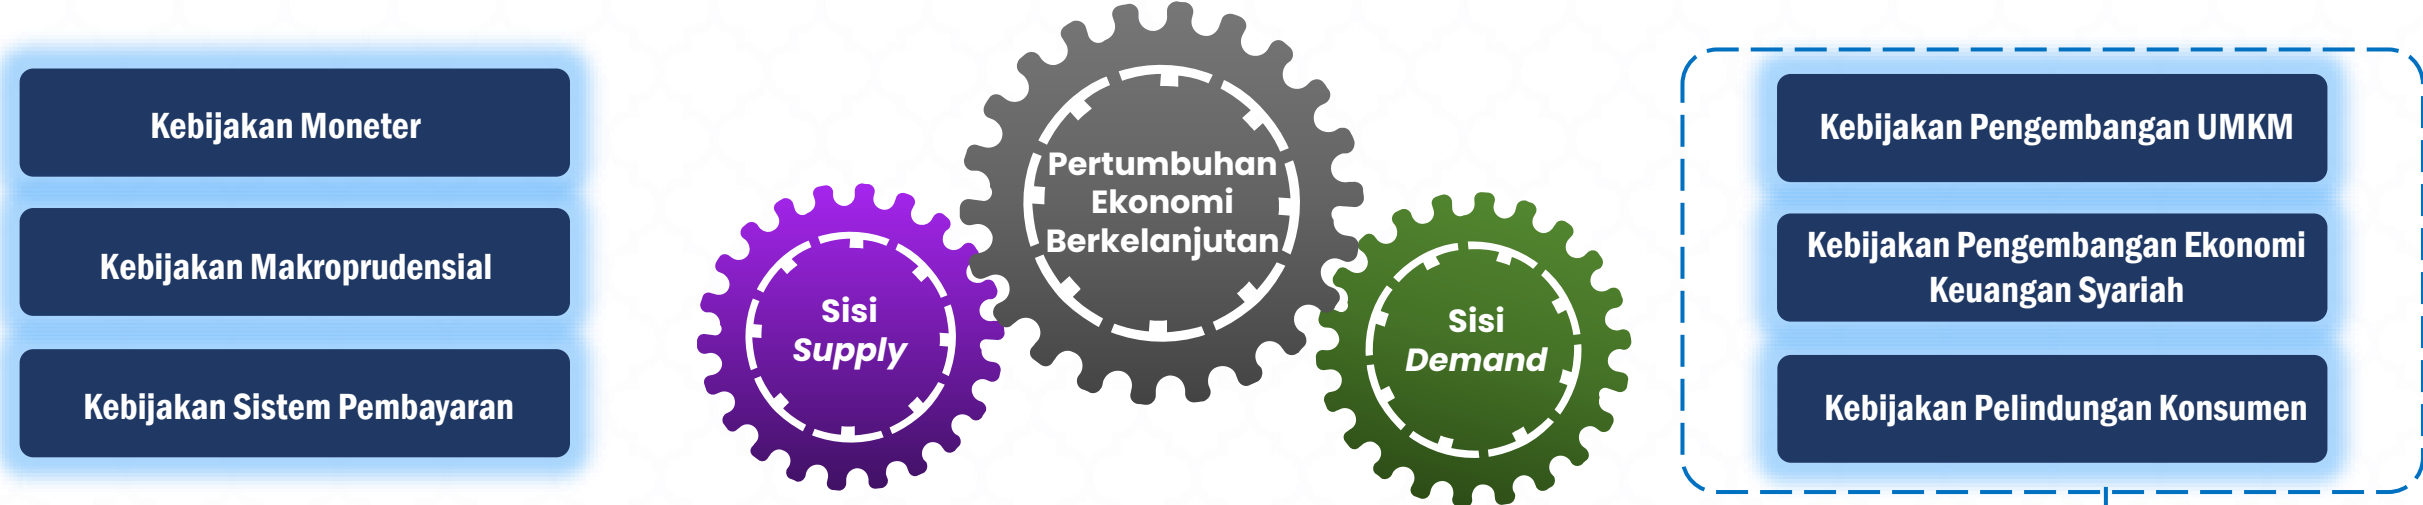 Kebijakan Moneter
Kebijakan Makroprudensial
Kebijakan Sistem Pembayaran
Sisi
Supply
Pertumbuhan
Ekonomi
Berkelanjutan
Sisi
Demand
Kebijakan Pengembangan UMKM
Kebijakan Pengembangan Ekonomi
Keuangan Syariah
Kebijakan Pelindungan Konsumen